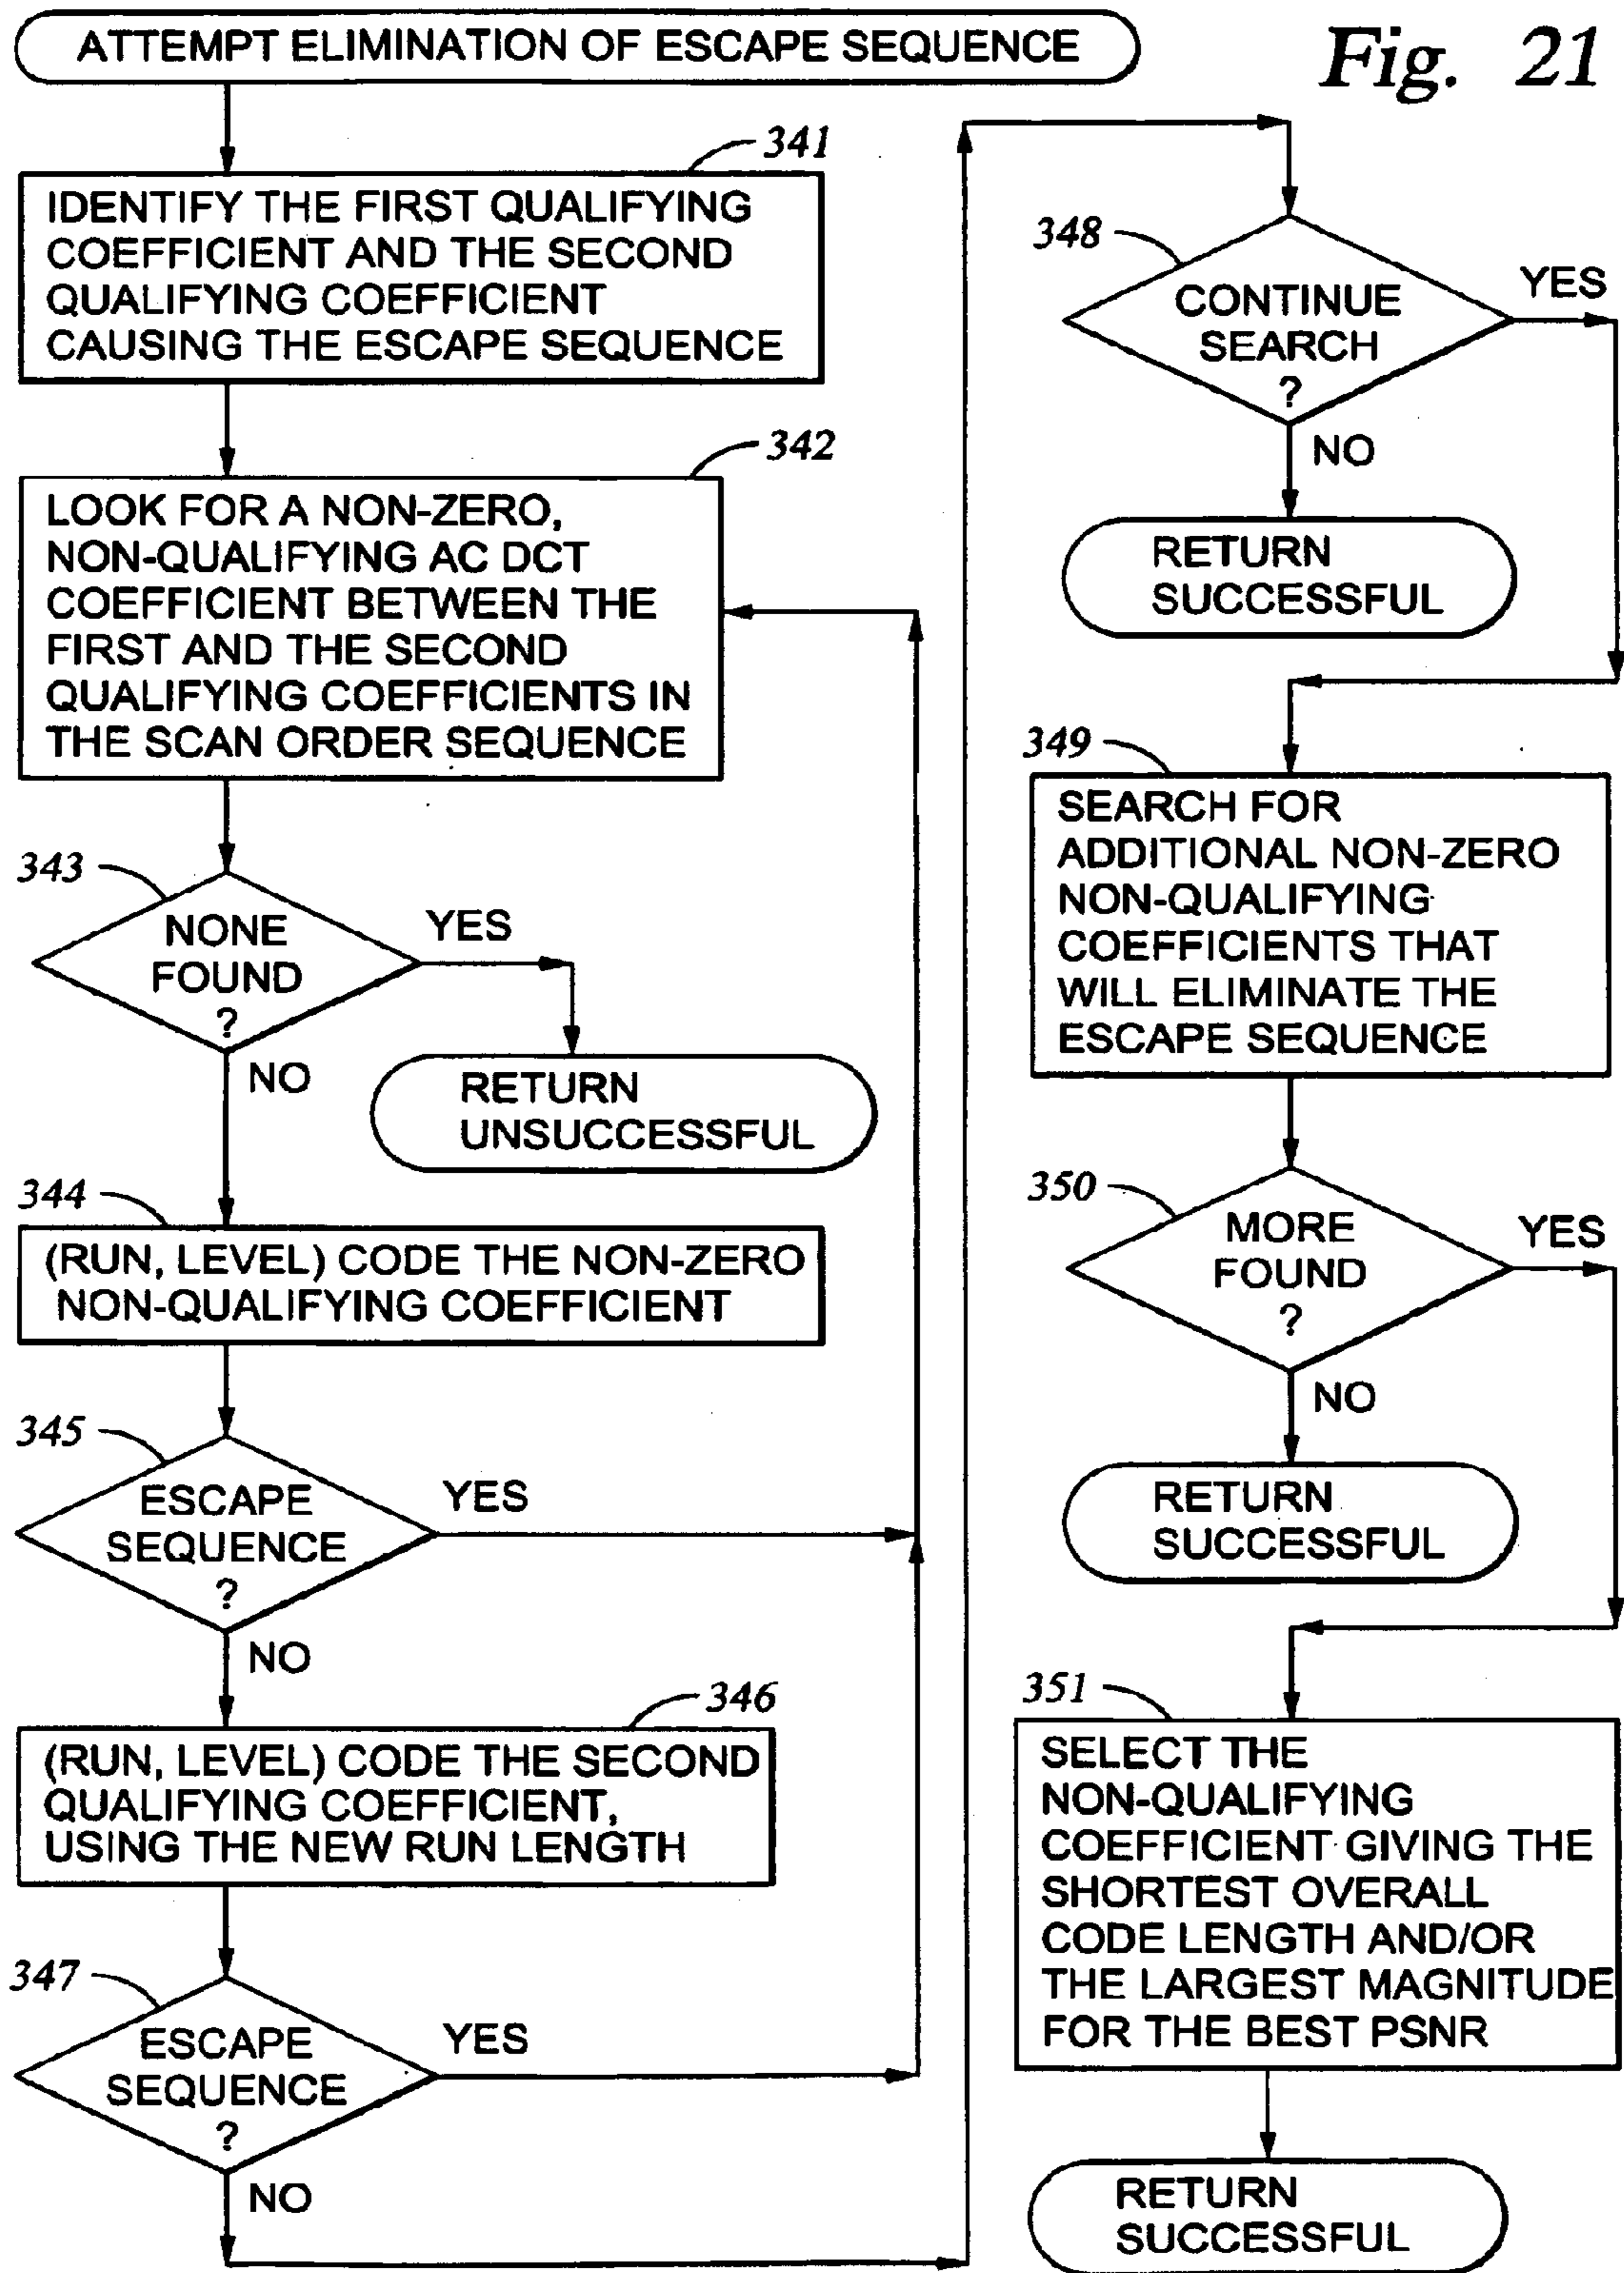 ATTEMPT ELIMINATION OF ESCAPE SEQUENCE
Fig. 21
341
IDENTIFY THE FIRST QUALIFYING
COEFFICIENT AND THE SECOND
QUALIFYING COEFFICIENT
CAUSING THE ESCAPE SEQUENCE
342
LOOK FOR A NON-ZERO,
NON-QUALIFYING AC DCT
COEFFICIENT BETWEEN THE
FIRST AND THE SECOND
QUALIFYING COEFFICIENTS IN
THE SCAN ORDER SEQUENCE
343
NONE
FOUND
?
YES
NO
RETURN
UNSUCCESSFUL
344
(RUN, LEVEL) CODE THE NON-ZERO
NON-QUALIFYING COEFFICIENT
345
ESCAPE
SEQUENCE
?
YES
NO
346
(RUN, LEVEL) CODE THE SECOND
QUALIFYING COEFFICIENT,
USING THE NEW RUN LENGTH
347
ESCAPE
SEQUENCE
?
YES
NO
348
CONTINUE
SEARCH
?
YES
NO
RETURN
SUCCESSFUL
349
SEARCH FOR
ADDITIONAL NON-ZERO
NON-QUALIFYING
COEFFICIENTS THAT
WILL ELIMINATE THE
ESCAPE SEQUENCE
350
MORE
FOUND
?
YES
NO
RETURN
SUCCESSFUL
351
SELECT THE
NON-QUALIFYING
COEFFICIENT GIVING THE
SHORTEST OVERALL
CODE LENGTH AND/OR
THE LARGEST MAGNITUDE
FOR THE BEST PSNR
RETURN
SUCCESSFUL